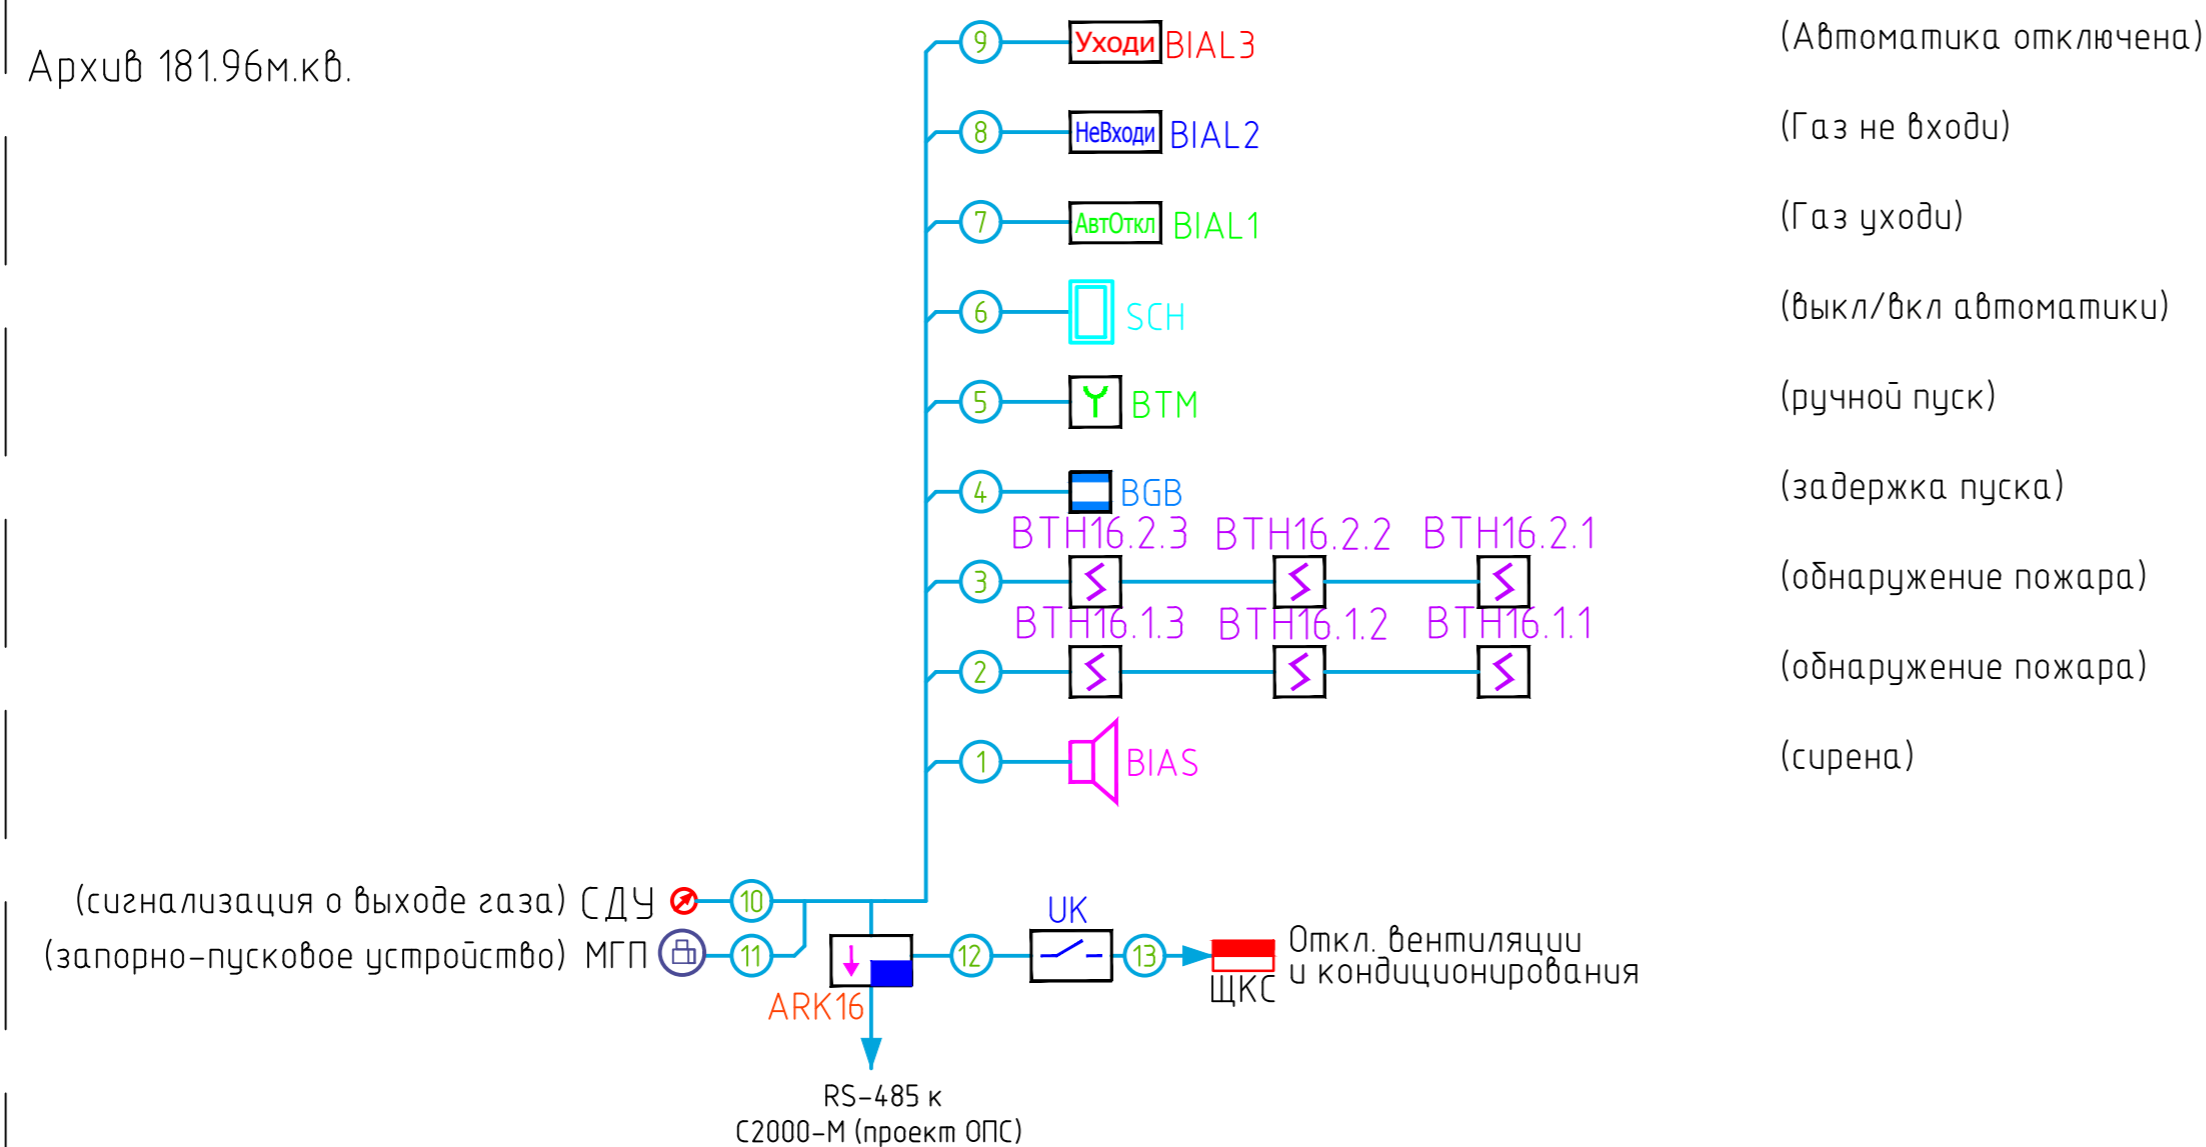 Архив 181.96м.кв.
9 Уходи BIAL3 (Автоматика отключена)
8 НеВходи BIAL2 (Газ не входи)
7 АвтОткл BIAL1 (Газ уходи)
6 SCH (выкл/вкл автоматики)
5 BTM (ручной пуск)
4 BGB (задержка пуска)
BTH16.2.3 BTH16.2.2 BTH16.2.1
3 (обнаружение пожара)
BTH16.1.3 BTH16.1.2 BTH16.1.1
2 (обнаружение пожара)
1 BIAS (сирена)
(сигнализация о выходе газа) СДУ 10
(запорно-пусковое устройство) МГП 11
ARK16
12
UK
13
ЩКС
Откл. вентиляции
и кондиционирования
RS-485 к
С2000-М (проект ОПС)